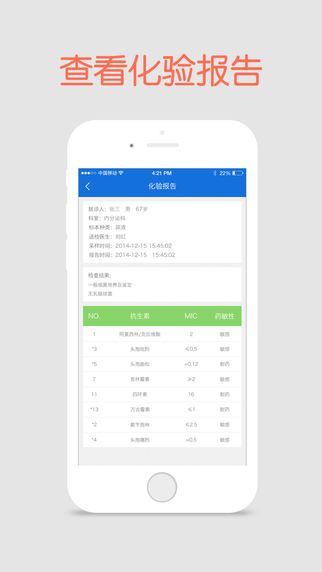 查看化验报告
中国移动 4:21 PM 22%
化验报告
就诊人：张三 男 67岁
科室：内分泌科
标本种类：尿液
送检医生：刘红
采样时间：2014-12-15 15:45:02
报告时间：2014-12-15 15:45:02
检查结果：
一般细菌培养及鉴定
无乳链球菌
NO. 抗生素 MIC 药敏性
1 阿莫西林/克拉维酸 2 敏感
*3 头孢吡肟 ≤0.5 敏感
*5 头孢曲松 =0.12 敏感
7 克林霉素 ≥2 敏感
11 四环素 16 耐药
*13 万古霉素 ≤1 敏感
*2 氨苄西林 ≤2.5 敏感
*4 头孢噻肟 =0.5 敏感